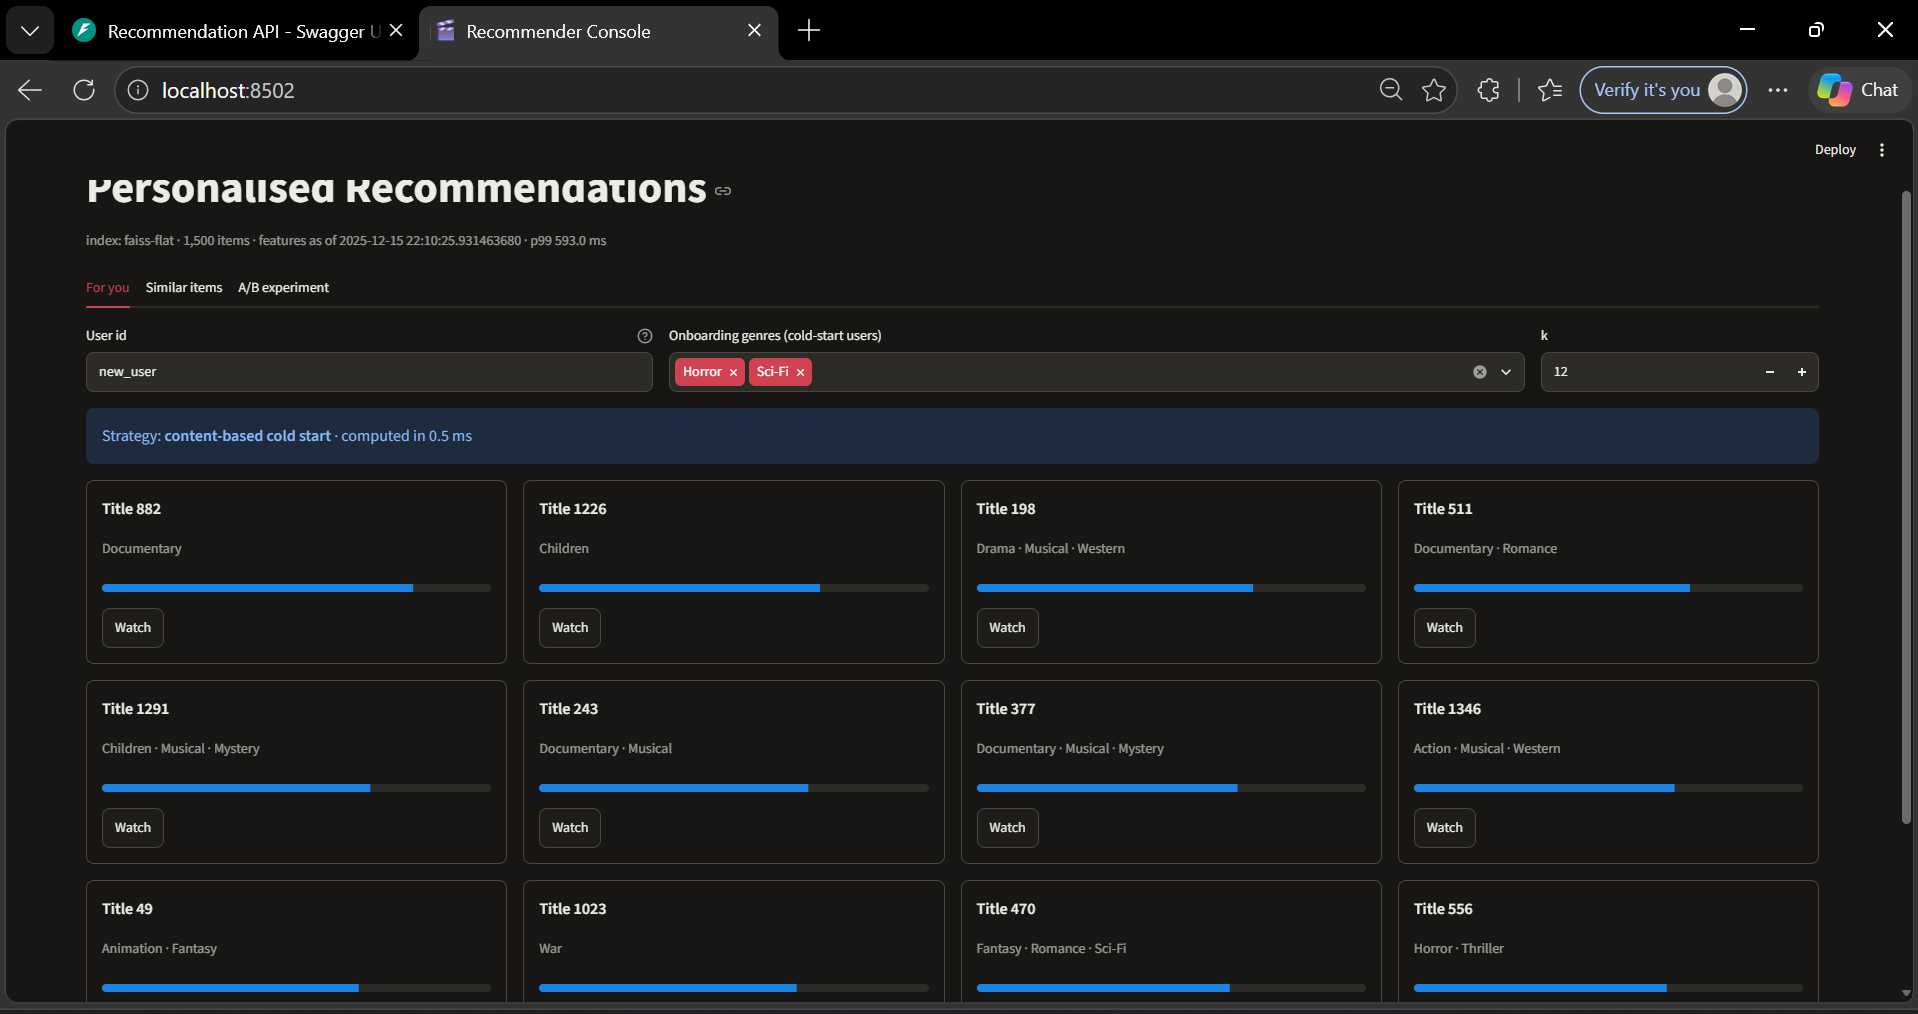 Recommendation API - Swagger U
Recommender Console
localhost:8502
Verify it's you
Chat
Deploy
Personalised Recommendations
index: faiss-flat · 1,500 items · features as of 2025-12-15 22:10:25.931463680 · p99 593.0 ms
For you Similar items A/B experiment
User id Onboarding genres (cold-start users) k
new_user Horror Sci-Fi 12
Strategy: content-based cold start · computed in 0.5 ms
Title 882 Title 1226 Title 198 Title 511
Documentary Children Drama · Musical · Western Documentary · Romance
Watch Watch Watch Watch
Title 1291 Title 243 Title 377 Title 1346
Children · Musical · Mystery Documentary · Musical Documentary · Musical · Mystery Action · Musical · Western
Watch Watch Watch Watch
Title 49 Title 1023 Title 470 Title 556
Animation · Fantasy War Fantasy · Romance · Sci-Fi Horror · Thriller